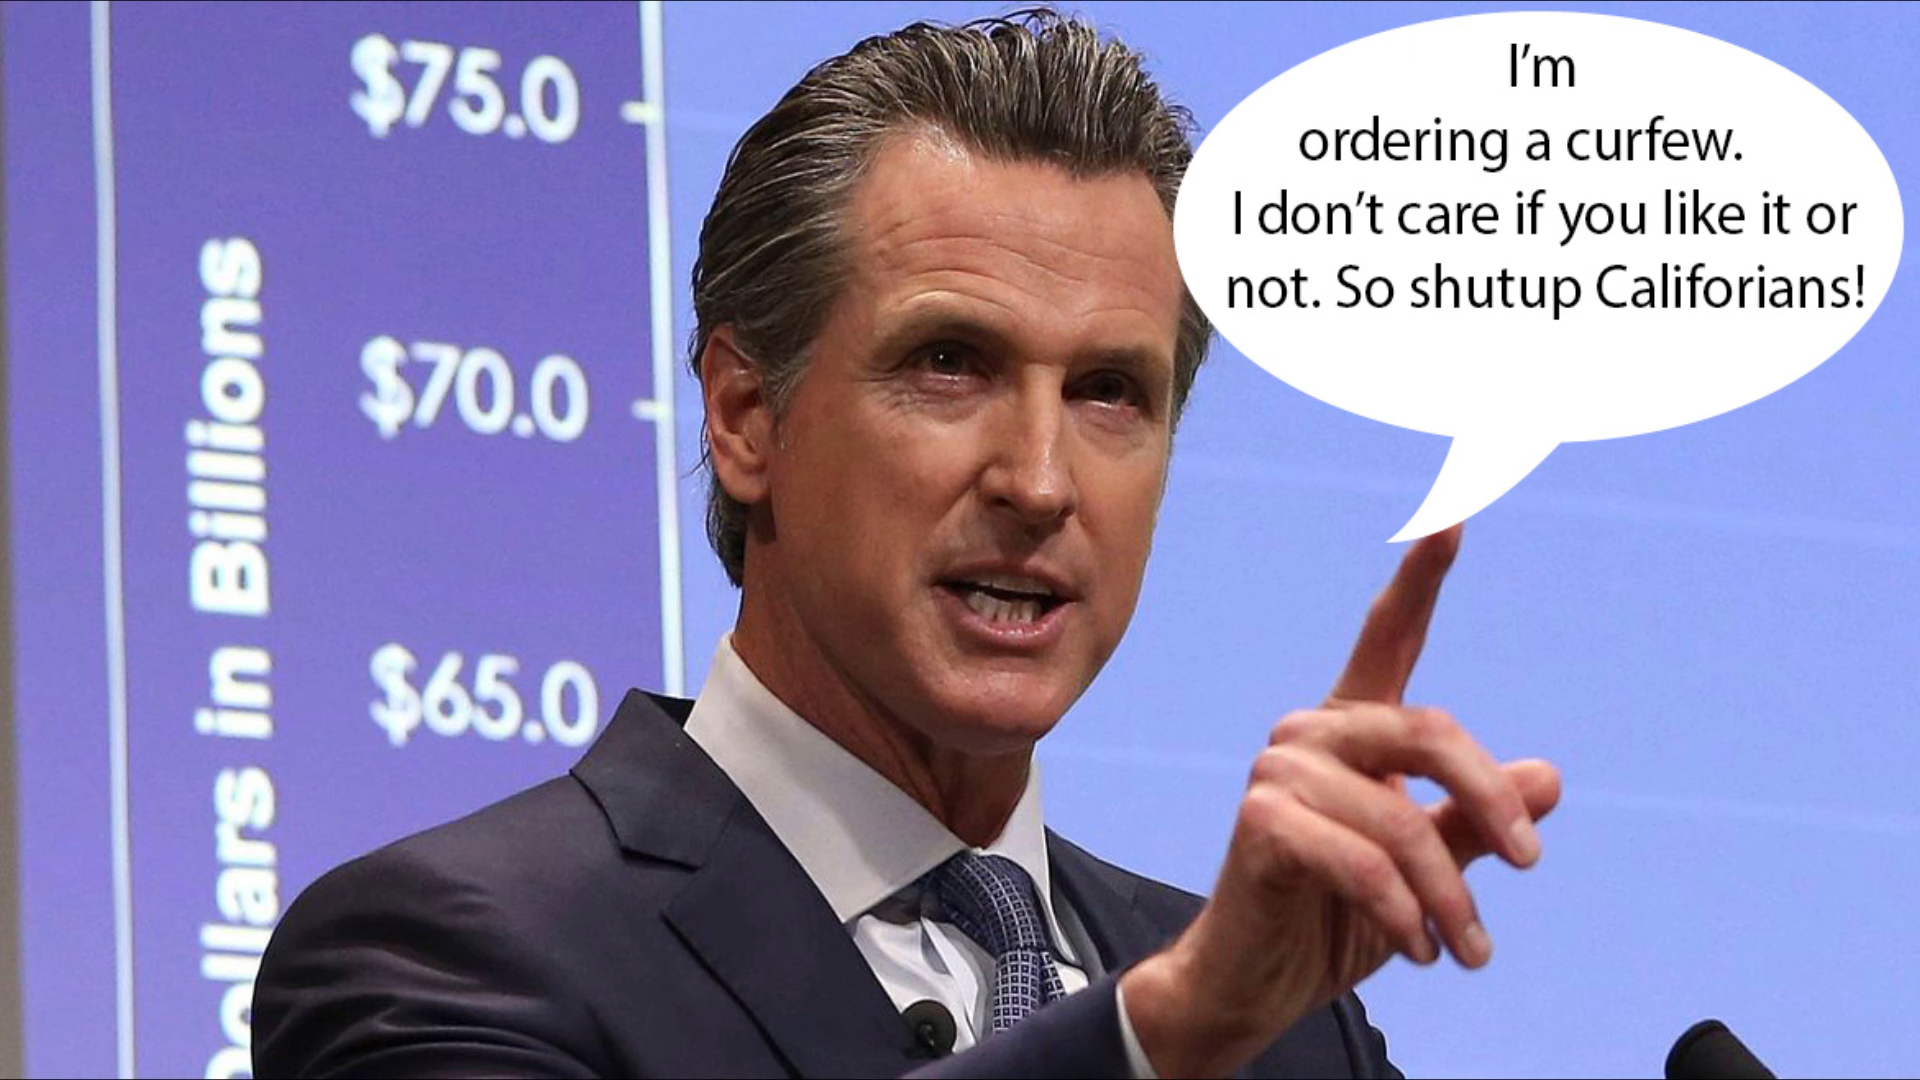 $75.0
$70.0
$65.0
Dollars in Billions
I'm
ordering a curfew.
I don't care if you like it or
not. So shutup Califorians!